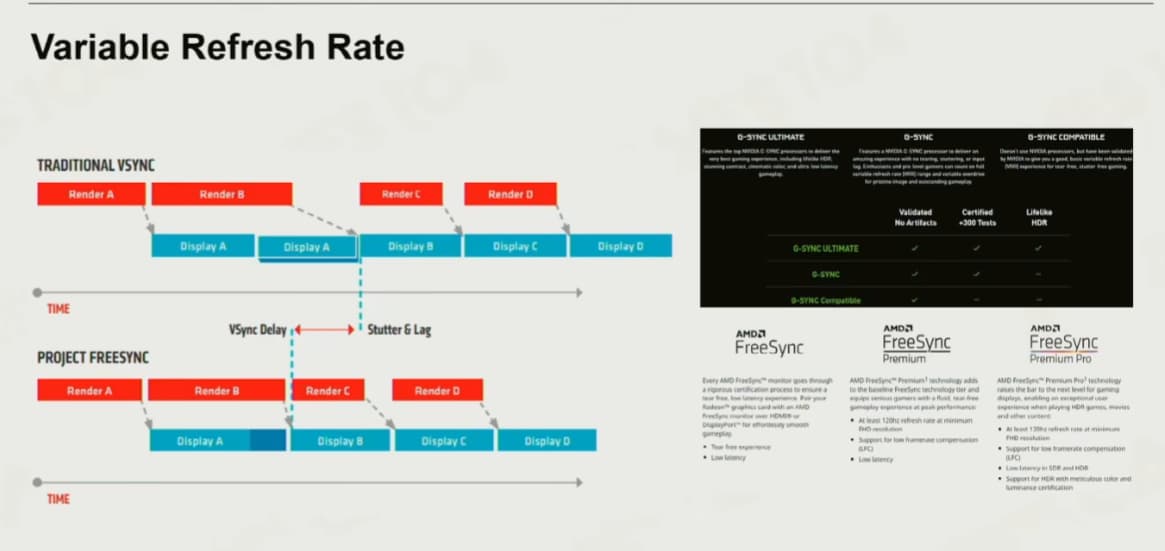 Variable Refresh Rate
TRADITIONAL VSYNC
Render A
Render B
Render C
Render D
Display A
Display A
Display B
Display C
Display D
TIME
VSync Delay
Stutter & Lag
PROJECT FREESYNC
Render A
Render B
Render C
Render D
Display A
Display B
Display C
Display D
TIME
G-SYNC ULTIMATE
Features the top NVIDIA G-SYNC processors to deliver the
very best gaming experience, including lifelike HDR,
stunning contrast, cinematic color, and ultra-low latency
gameplay.
G-SYNC
Features a NVIDIA G-SYNC processor to deliver an
amazing experience with no tearing, stuttering, or input
lag. Enthusiasts and pro-level gamers can count on full
variable refresh rate (VRR) range and variable overdrive
for pristine image and outstanding gameplay.
G-SYNC COMPATIBLE
Doesn't use NVIDIA processors, but have been validated
by NVIDIA to give you a good, basic variable refresh rate
(VRR) experience for tear-free, stutter-free gaming.
Validated
No Artifacts
Certified
+300 Tests
Lifelike
HDR
G-SYNC ULTIMATE
G-SYNC
G-SYNC Compatible
AMD
FreeSync
Every AMD FreeSync™ monitor goes through
a rigorous certification process to ensure a
tear free, low latency experience. Pair your
Radeon™ graphics card with an AMD
FreeSync monitor over HDMI® or
DisplayPort™ for effortlessly smooth
gameplay.
• Tear free experience
• Low latency
AMD
FreeSync
Premium
AMD FreeSync™ Premium¹ technology adds
to the baseline FreeSync technology tier and
equips serious gamers with a fluid, tear-free
gameplay experience at peak performance:
• At least 120hz refresh rate at minimum
FHD resolution
• Support for low framerate compensation
(LFC)
• Low latency
AMD
FreeSync
Premium Pro
AMD FreeSync™ Premium Pro¹ technology
raises the bar to the next level for gaming
displays, enabling an exceptional user
experience when playing HDR games, movies
and other content:
• At least 120hz refresh rate at minimum
FHD resolution
• Support for low framerate compensation
(LFC)
• Low latency in SDR and HDR
• Support for HDR with meticulous color and
luminance certification